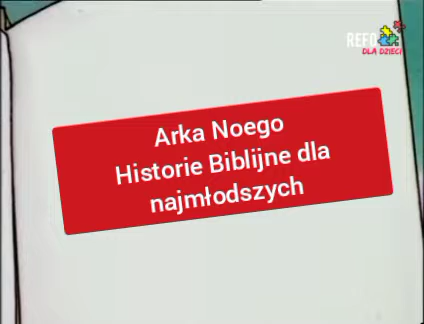 REFO
DLA DZIECI
Arka Noego
Historie Biblijne dla
najmłodszych